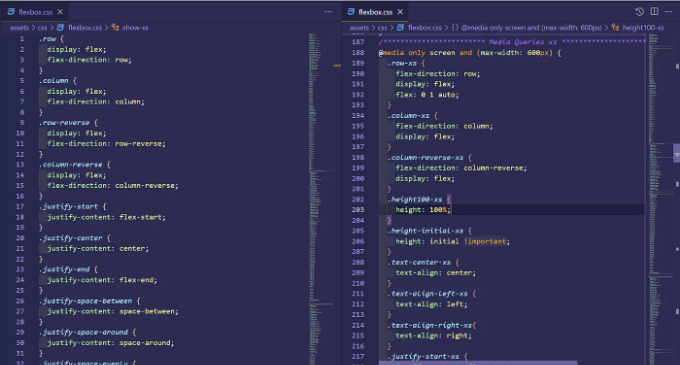 flexbox.css ×
assets > css > flexbox.css > .show-xs
1 .row {
2 display: flex;
3 flex-direction: row;
4 }
5 .column {
6 display: flex;
7 flex-direction: column;
8 }
9 .row-reverse {
10 display: flex;
11 flex-direction: row-reverse;
12 }
13 .column-reverse {
14 display: flex;
15 flex-direction: column-reverse;
16 }
17 .justify-start {
18 justify-content: flex-start;
19 }
20 .justify-center {
21 justify-content: center;
22 }
23 .justify-end {
24 justify-content: flex-end;
25 }
26 .justify-space-between {
27 justify-content: space-between;
28 }
29 .justify-space-around {
30 justify-content: space-around;
31 }
32 .justify-space-evenly {
flexbox.css ×
assets > css > flexbox.css > {} @media only screen and (max-width: 600px) > .height100-xs
187 /************************ Media Queries xs ********************
188 @media only screen and (max-width: 600px) {
189 .row-xs {
190 flex-direction: row;
191 display: flex;
192 flex: 0 1 auto;
193 }
194 .column-xs {
195 flex-direction: column;
196 display: flex;
197 }
198 .column-reverse-xs {
199 flex-direction: column-reverse;
200 display: flex;
201 }
202 .height100-xs {
203 height: 100%;
204 }
205 .height-initial-xs {
206 height: initial !important;
207 }
208 .text-center-xs {
209 text-align: center;
210 }
211 .text-align-left-xs {
212 text-align: left;
213 }
214 .text-align-right-xs{
215 text-align: right;
216 }
217 .justify-start-xs {